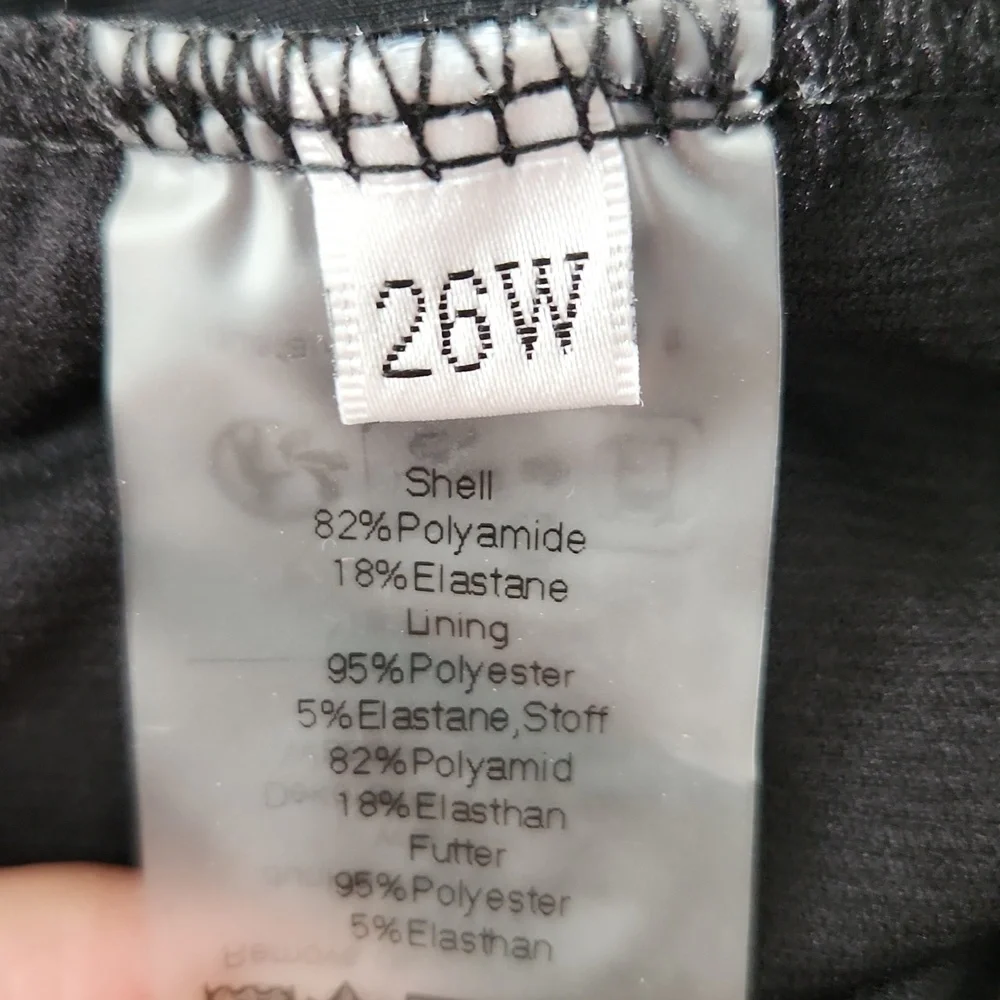 26W
Shell
82%Polyamide
18%Elastane
Lining
95%Polyester
5%Elastane,Stoff
82%Polyamid
18%Elasthan
Futter
95%Polyester
5%Elasthan